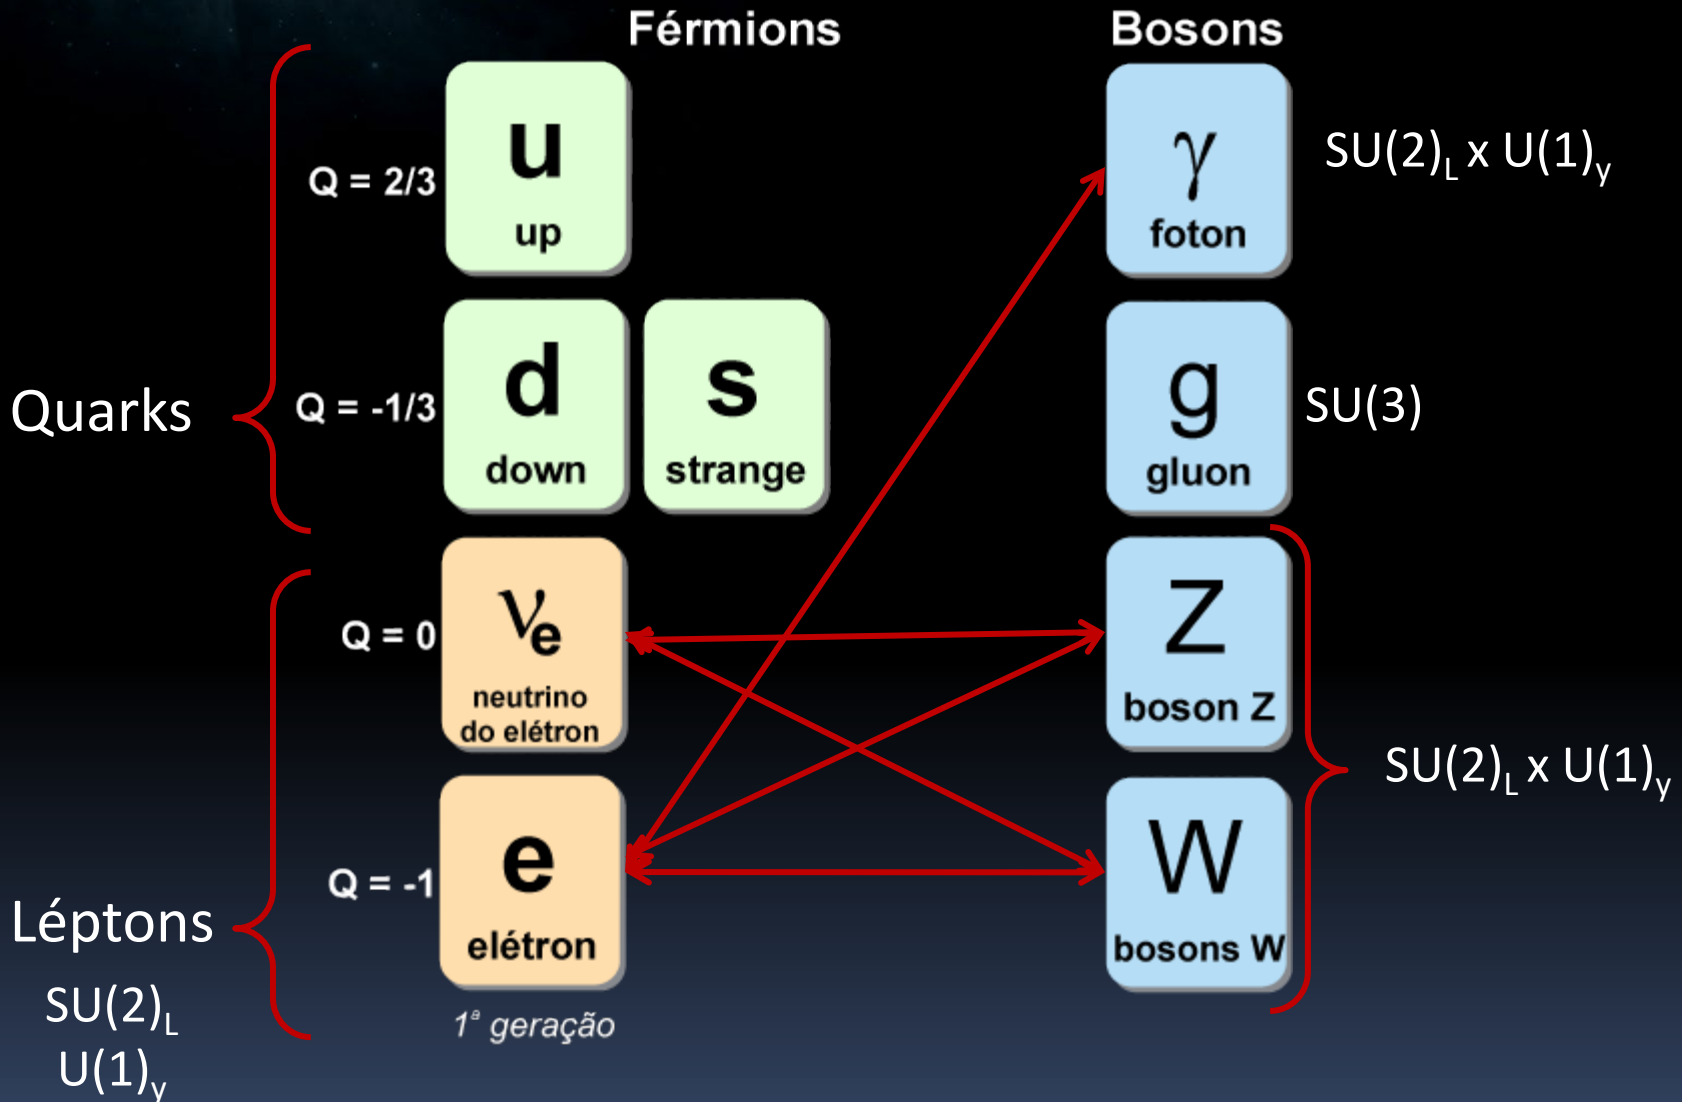 Férmions
Bosons
Q = 2/3
u
up
γ
foton
SU(2)L x U(1)y
Quarks
Q = -1/3
d
down
s
strange
g
gluon
SU(3)
Q = 0
νe
neutrino
do elétron
Z
boson Z
SU(2)L x U(1)y
Léptons
SU(2)L
U(1)y
Q = -1
e
elétron
W
bosons W
1ª geração